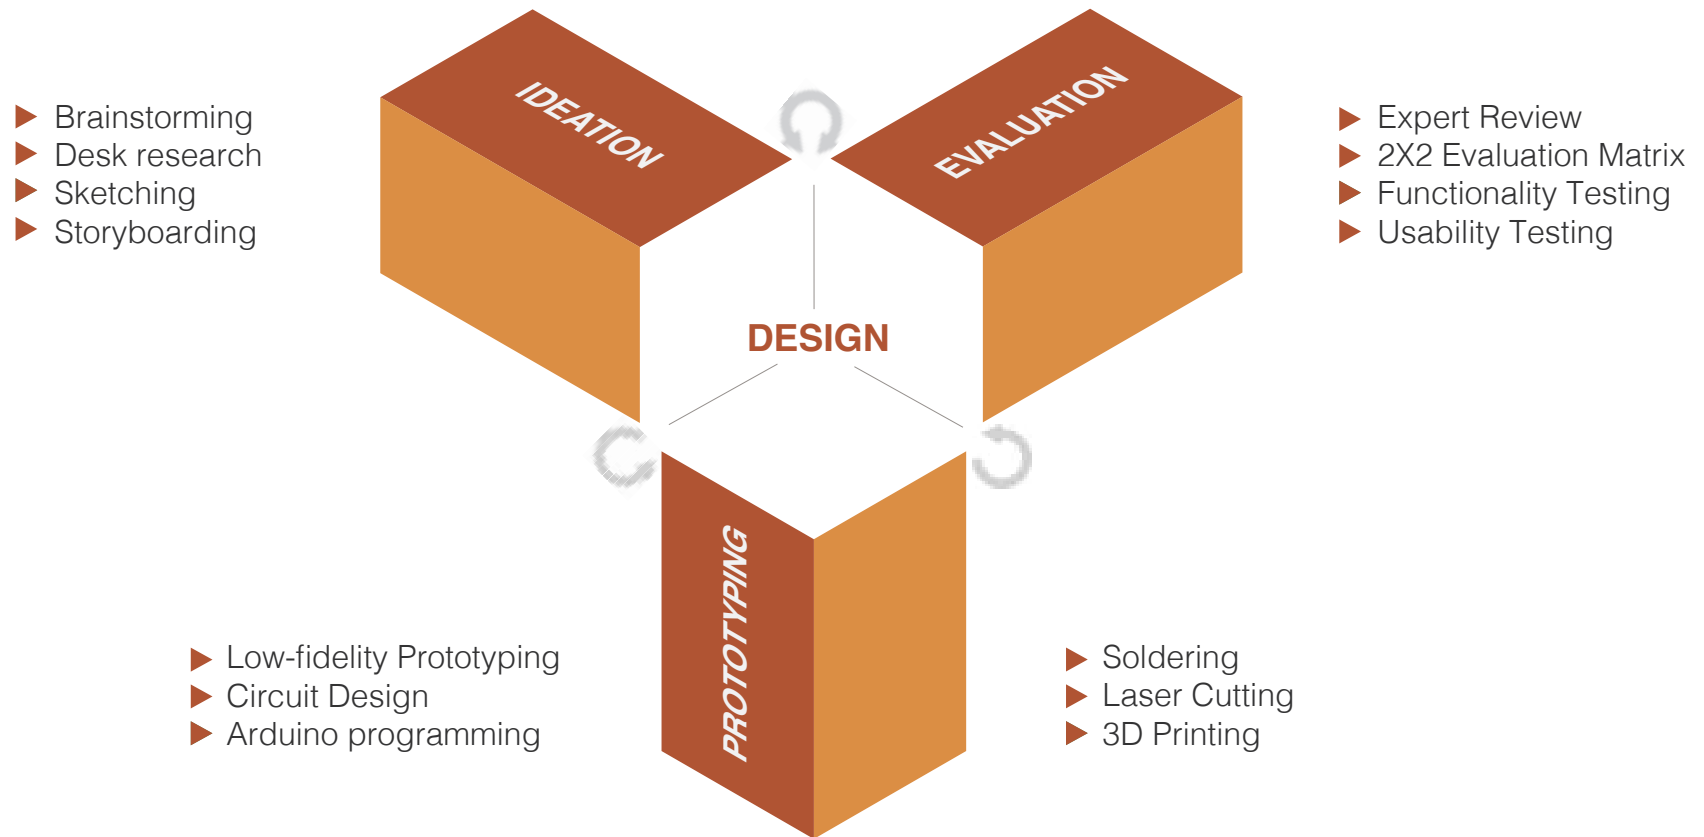 IDEATION
EVALUATION
Brainstorming
Desk research
Sketching
Storyboarding
Expert Review
2X2 Evaluation Matrix
Functionality Testing
Usability Testing
DESIGN
PROTOTYPING
Low-fidelity Prototyping
Circuit Design
Arduino programming
Soldering
Laser Cutting
3D Printing